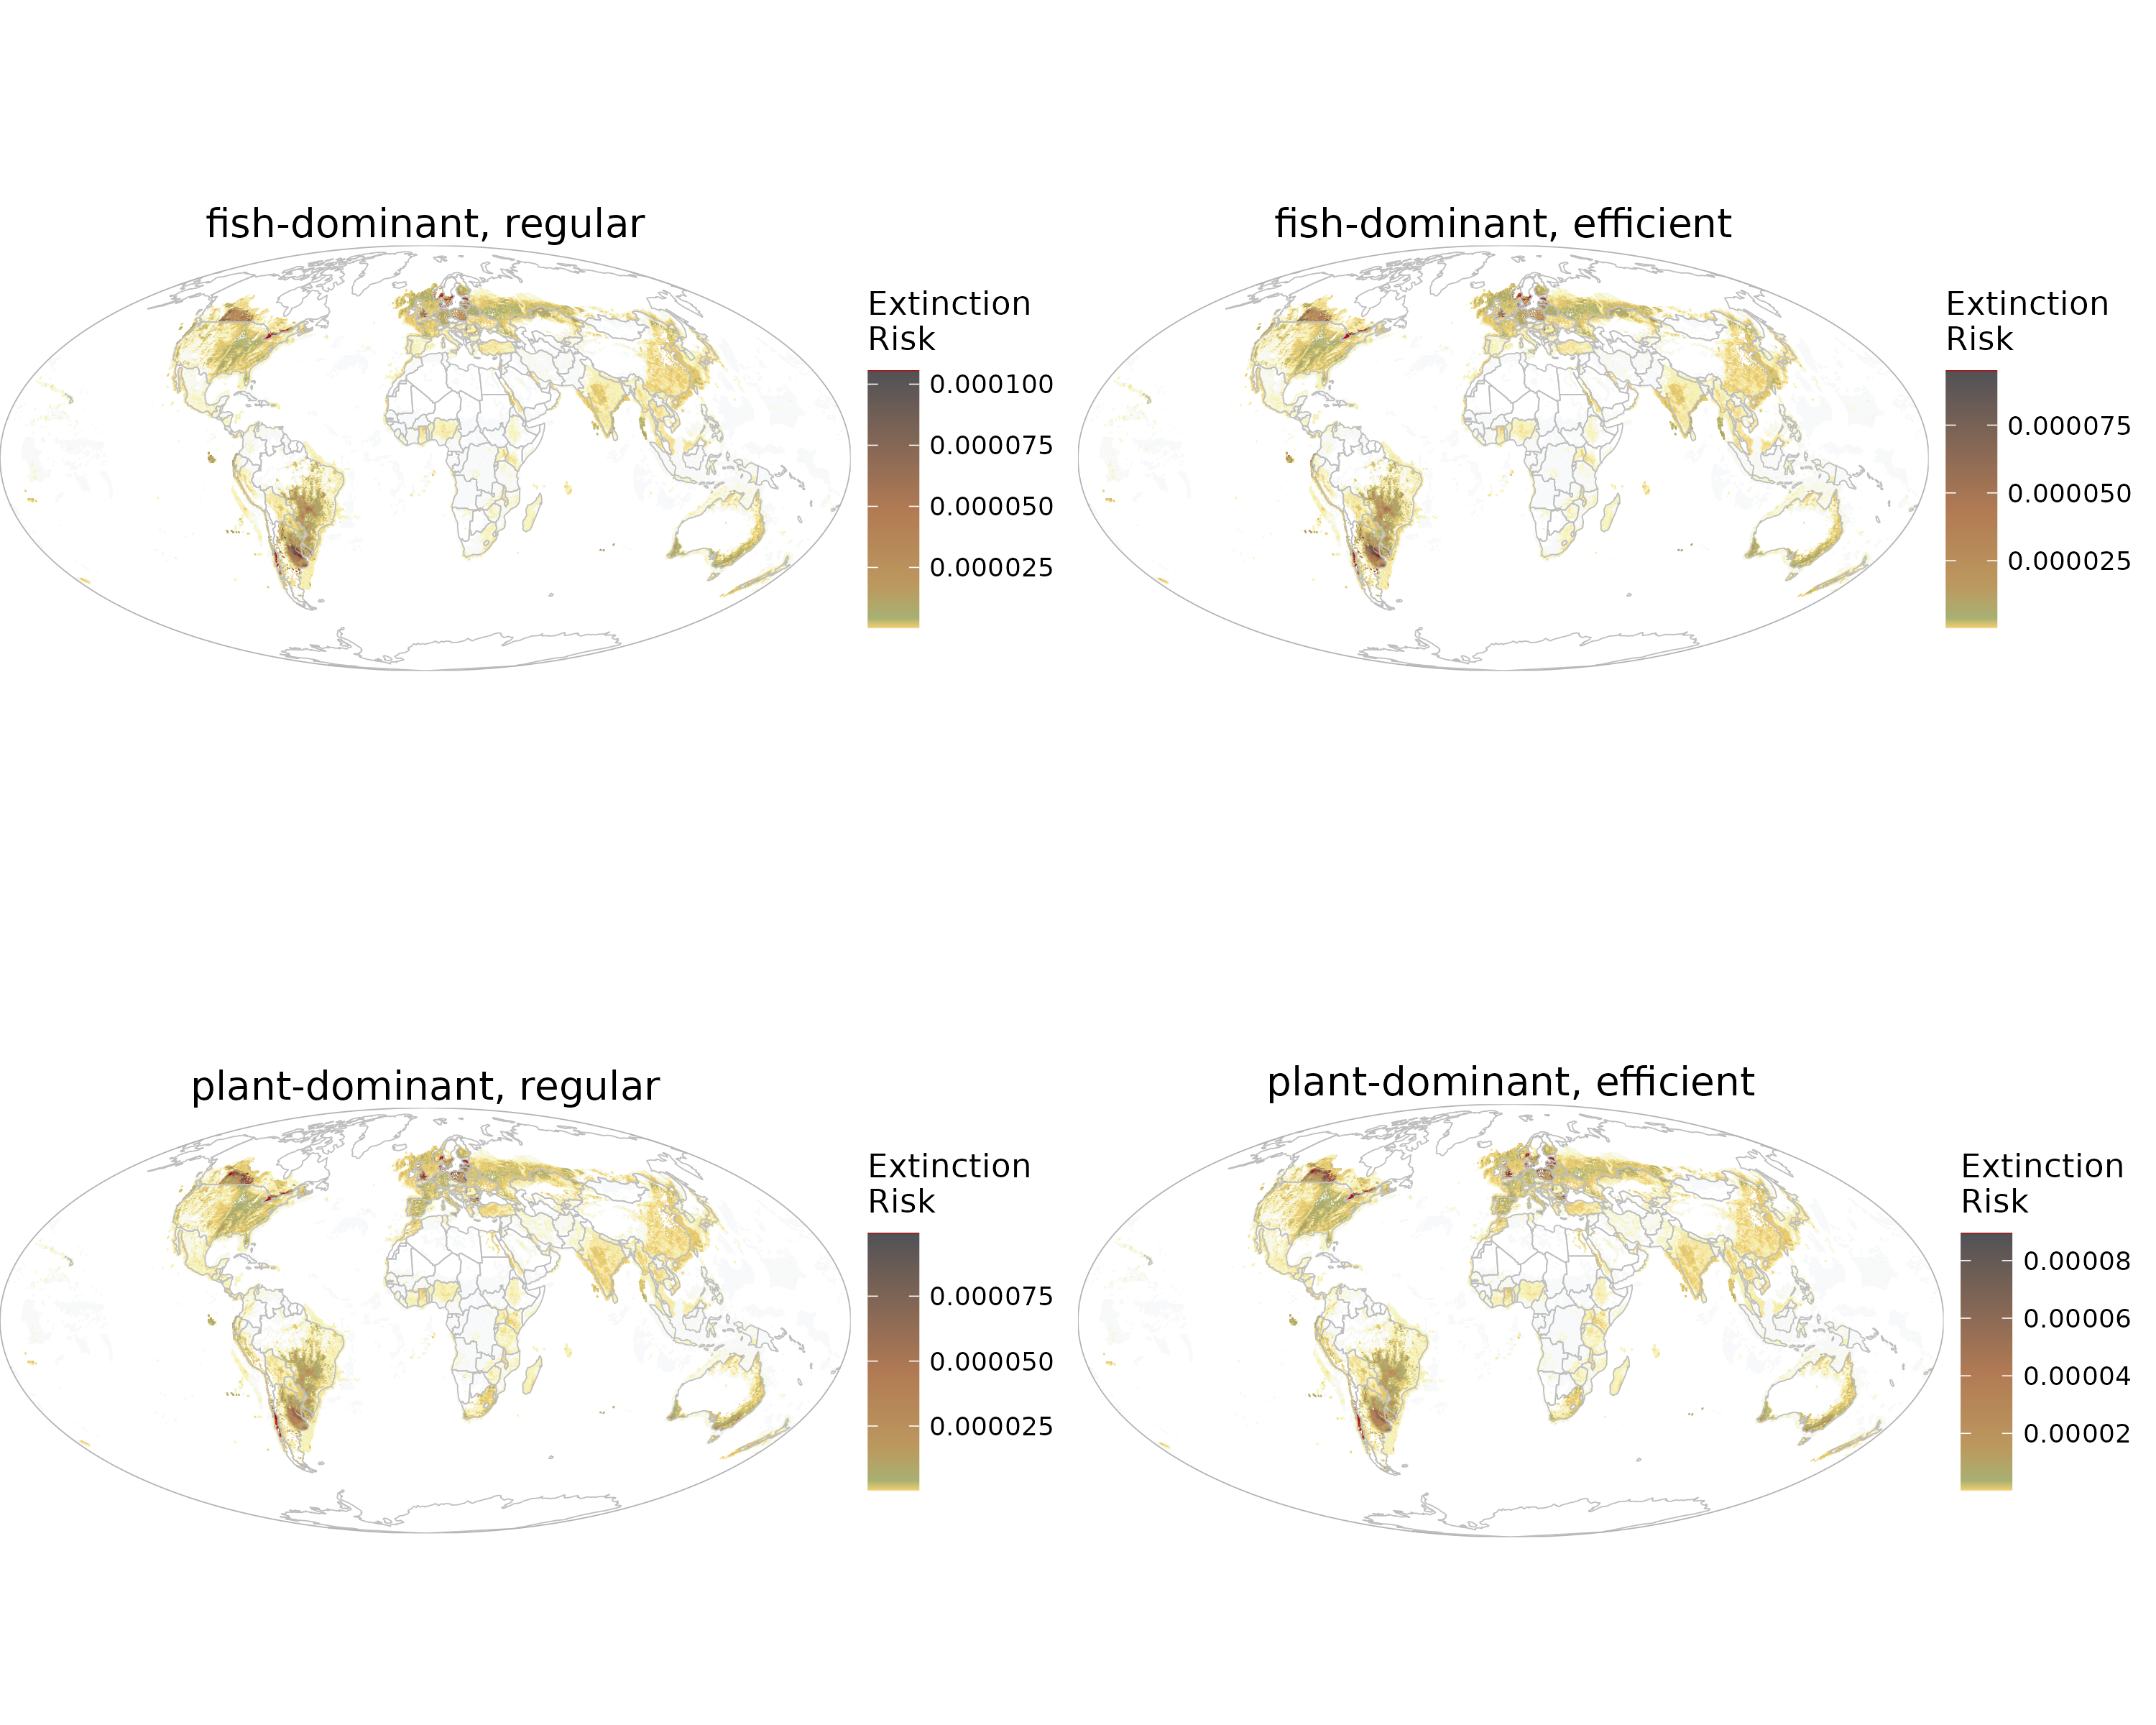 fish-dominant, regular
Extinction
Risk
0.000100
0.000075
0.000050
0.000025
fish-dominant, efficient
Extinction
Risk
0.000075
0.000050
0.000025
plant-dominant, regular
Extinction
Risk
0.000075
0.000050
0.000025
plant-dominant, efficient
Extinction
Risk
0.00008
0.00006
0.00004
0.00002